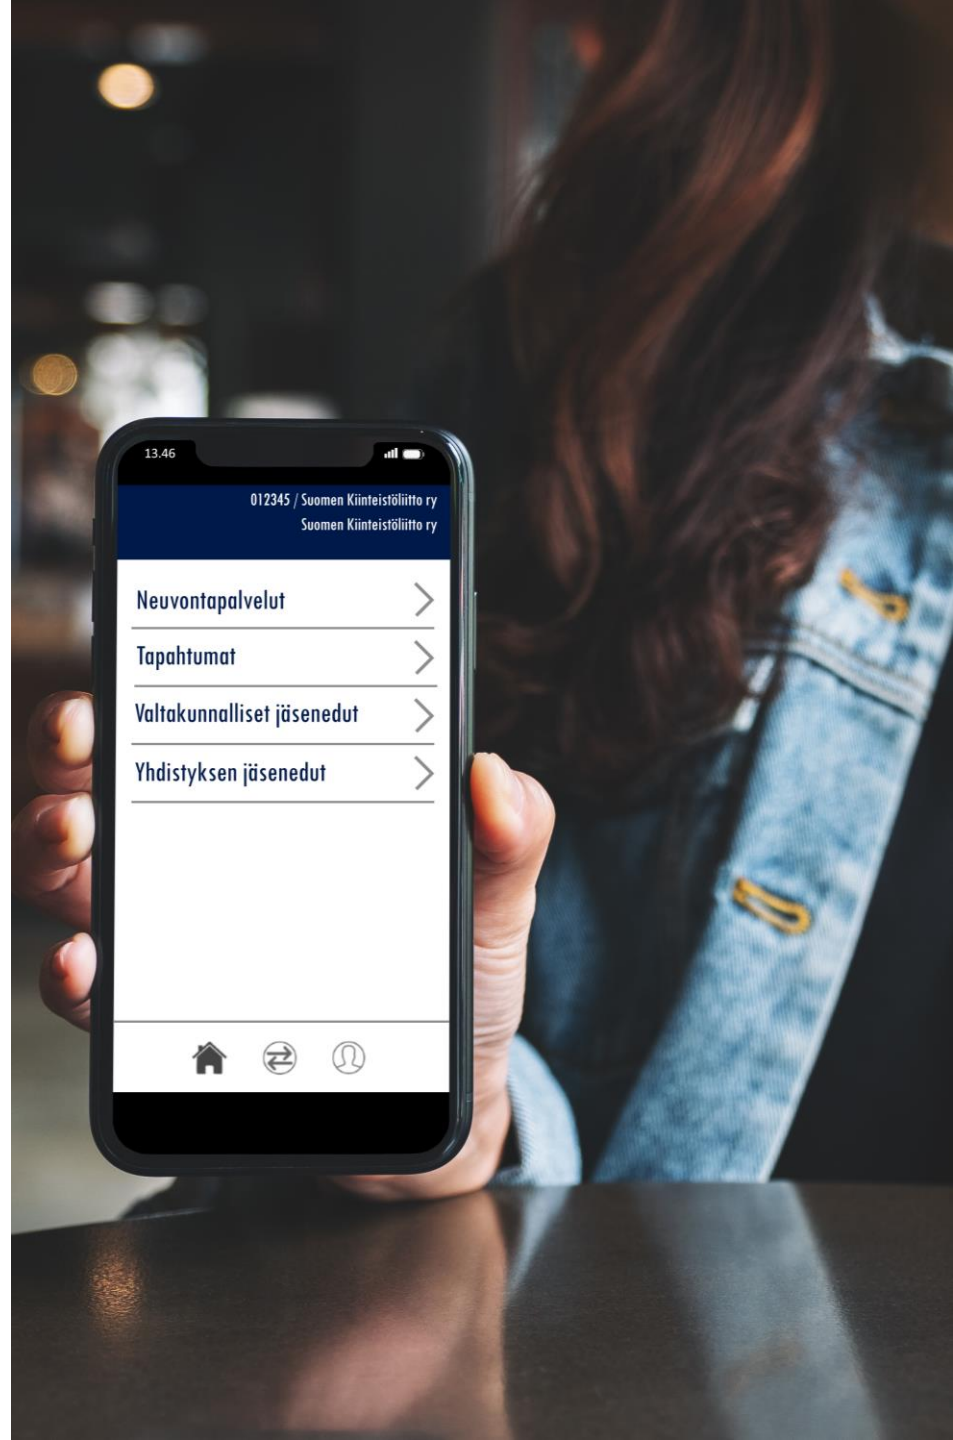 13.46
012345 / Suomen Kiinteistöliitto ry
Suomen Kiinteistöliitto ry
Neuvontapalvelut
Tapahtumat
Valtakunnalliset jäsenedut
Yhdistyksen jäsenedut